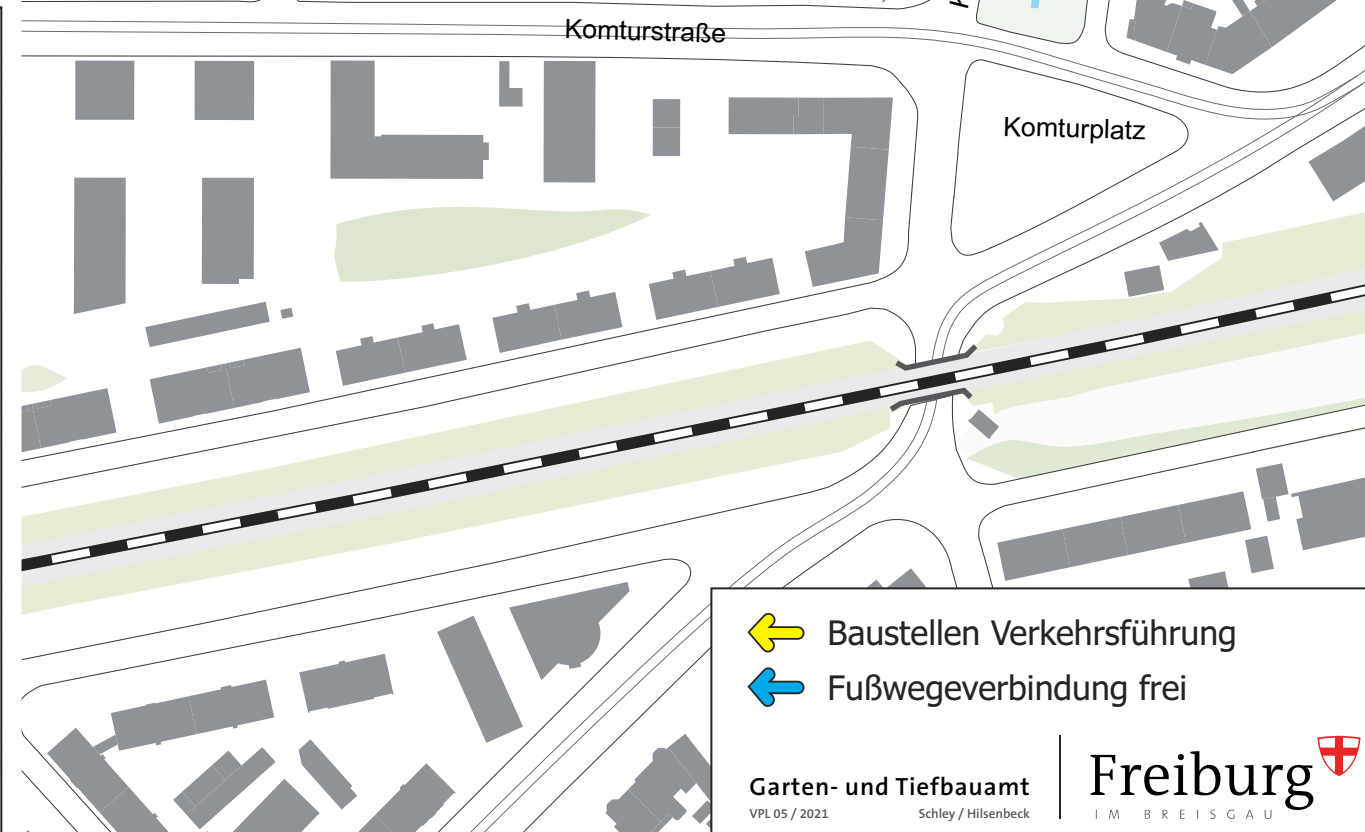 Komturstraße
Komturplatz
Baustellen Verkehrsführung
Fußwegeverbindung frei
Garten- und Tiefbauamt
VPL 05 / 2021 Schley / Hilsenbeck
Freiburg
IM BREISGAU